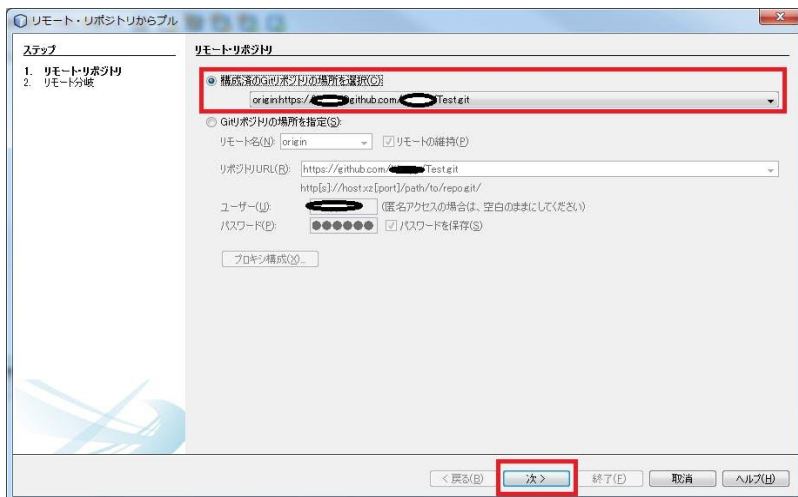 リモート・リポジトリからプル
ステップ
1. リモート・リポジトリ
2. リモート分岐
リモート・リポジトリ
構成済のGitリポジトリの場所を選択(C):
origin:https:/ github.com/ Test.git
Gitリポジトリの場所を指定(S):
リモート名(N): origin リモートの維持(P)
リポジトリURL(R): https://github.com/ Test.git
http[s]://host.xz[:port]/path/to/repo.git/
ユーザー(U): (匿名アクセスの場合は、空白のままにしてください)
パスワード(P): ●●●●●● パスワードを保存(S)
プロキシ構成(X)...
< 戻る(B) 次 > 終了(F) 取消 ヘルプ(H)